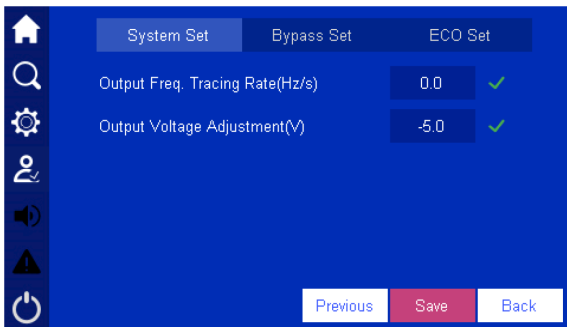 System Set Bypass Set ECO Set
Output Freq. Tracing Rate(Hz/s) 0.0
Output Voltage Adjustment(V) -5.0
Previous Save Back